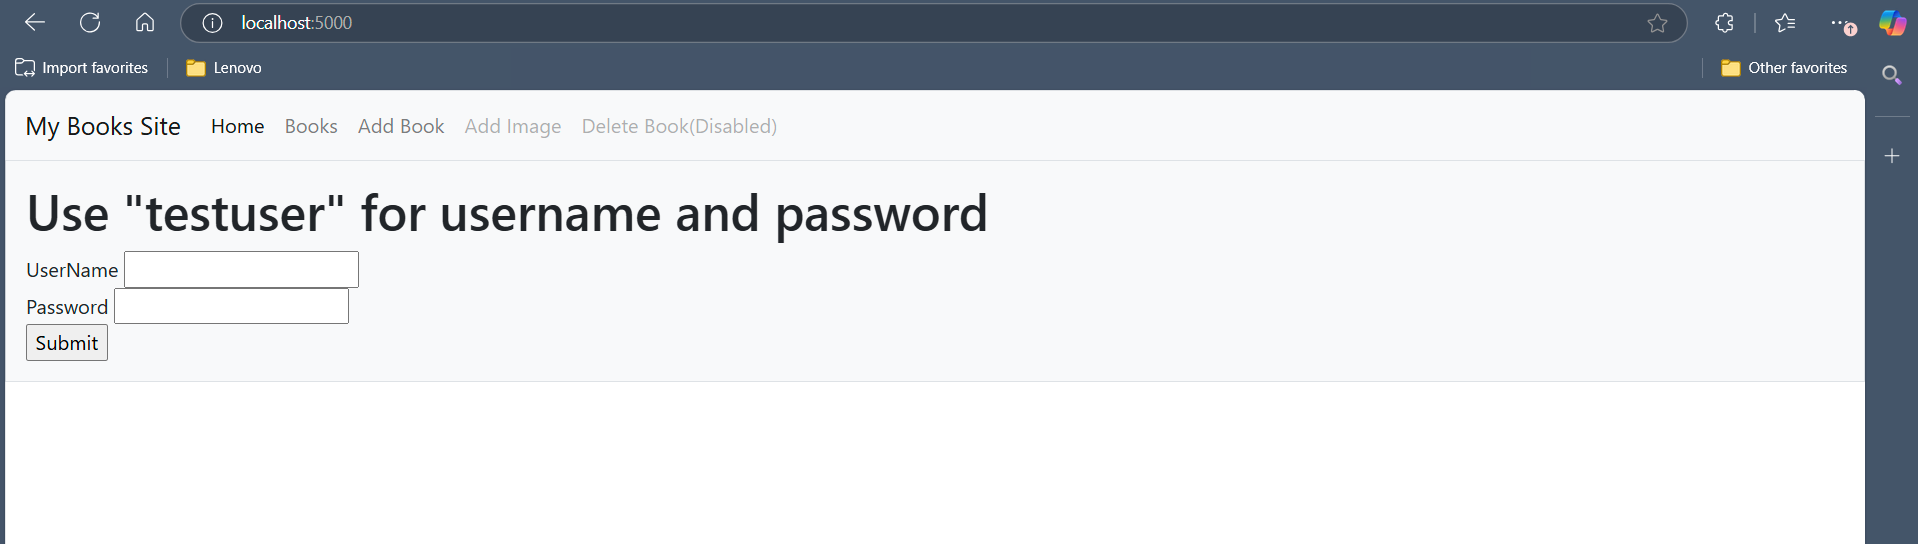 localhost:5000
Import favorites Lenovo Other favorites
My Books Site Home Books Add Book Add Image Delete Book(Disabled)
Use "testuser" for username and password
UserName
Password
Submit